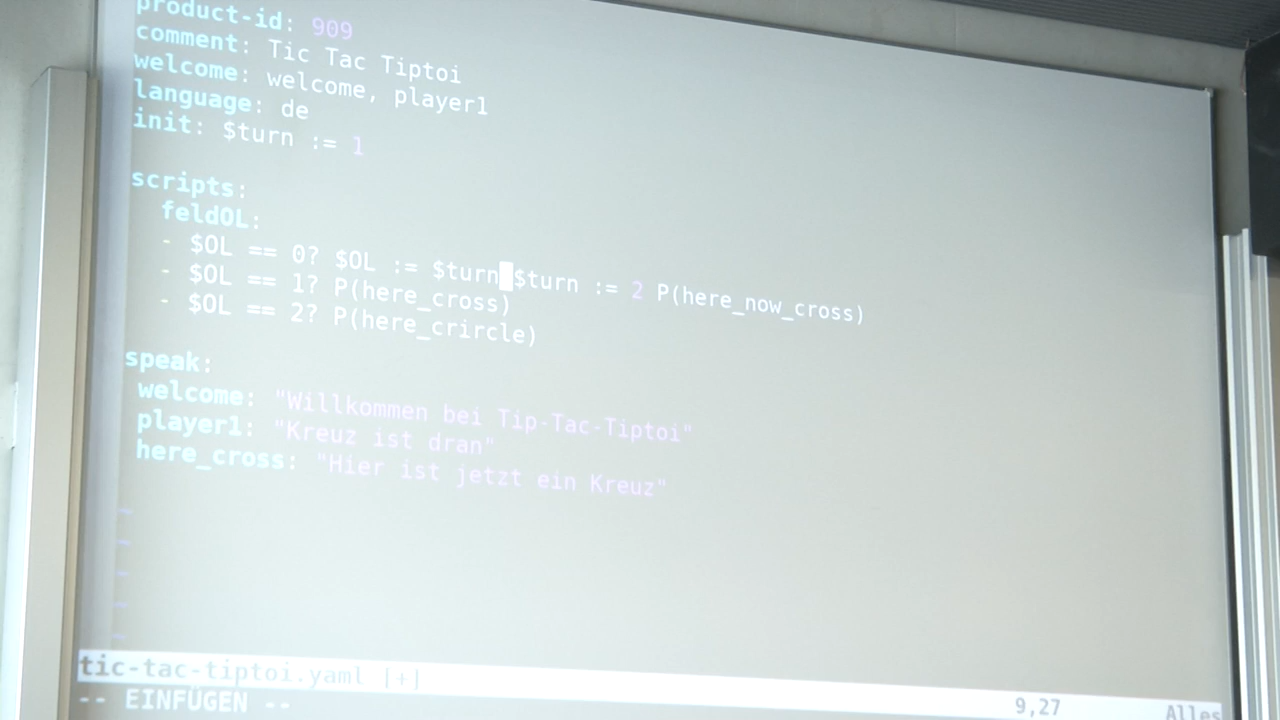 product-id: 909
comment: Tic Tac Tiptoi
welcome: welcome, player1
language: de
init: $turn := 1
scripts:
feldOL:
- $OL == 0? $OL := $turn $turn := 2 P(here_now_cross)
- $OL == 1? P(here_cross)
- $OL == 2? P(here_crircle)
speak:
welcome: "Willkommen bei Tip-Tac-Tiptoi"
player1: "Kreuz ist dran"
here_cross: "Hier ist jetzt ein Kreuz"
~
~
~
~
~
tic-tac-tiptoi.yaml [+] 9,27 Alles
-- EINFÜGEN --